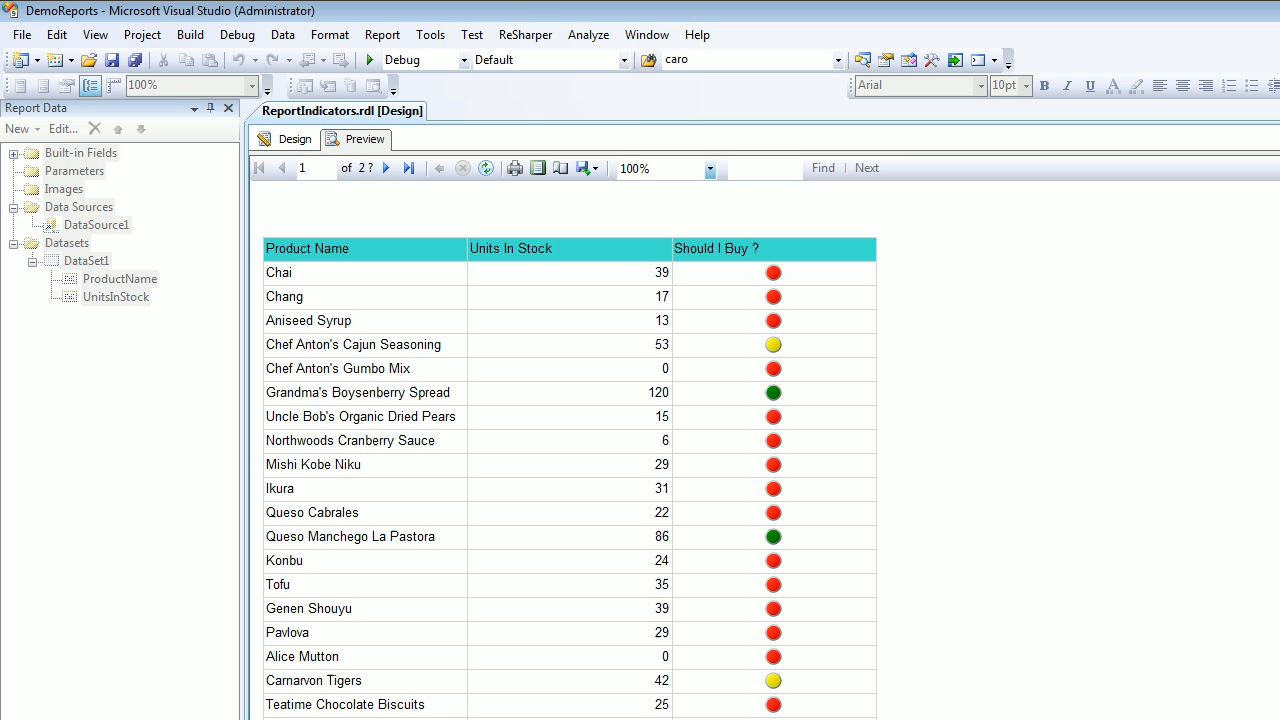 DemoReports - Microsoft Visual Studio (Administrator)
File Edit View Project Build Debug Data Format Report Tools Test ReSharper Analyze Window Help
Debug Default caro
100% Arial 10pt B I U A
Report Data
ReportIndicators.rdl [Design]
New Edit...
Design Preview
Built-in Fields
Parameters
Images
Data Sources
DataSource1
Datasets
DataSet1
ProductName
UnitsInStock
1 of 2 ? 100% Find Next
Product Name Units In Stock Should I Buy ?
Chai 39
Chang 17
Aniseed Syrup 13
Chef Anton's Cajun Seasoning 53
Chef Anton's Gumbo Mix 0
Grandma's Boysenberry Spread 120
Uncle Bob's Organic Dried Pears 15
Northwoods Cranberry Sauce 6
Mishi Kobe Niku 29
Ikura 31
Queso Cabrales 22
Queso Manchego La Pastora 86
Konbu 24
Tofu 35
Genen Shouyu 39
Pavlova 29
Alice Mutton 0
Carnarvon Tigers 42
Teatime Chocolate Biscuits 25